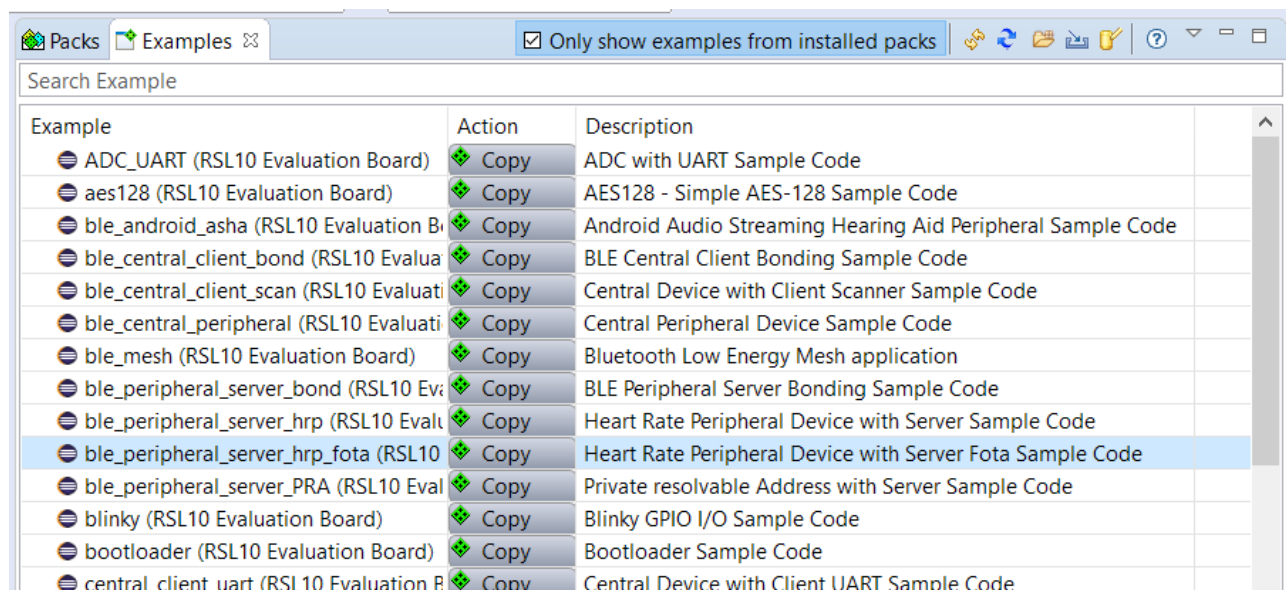 Packs Examples Only show examples from installed packs
Search Example
Example Action Description
ADC_UART (RSL10 Evaluation Board) Copy ADC with UART Sample Code
aes128 (RSL10 Evaluation Board) Copy AES128 - Simple AES-128 Sample Code
ble_android_asha (RSL10 Evaluation B Copy Android Audio Streaming Hearing Aid Peripheral Sample Code
ble_central_client_bond (RSL10 Evalua Copy BLE Central Client Bonding Sample Code
ble_central_client_scan (RSL10 Evaluati Copy Central Device with Client Scanner Sample Code
ble_central_peripheral (RSL10 Evaluati Copy Central Peripheral Device Sample Code
ble_mesh (RSL10 Evaluation Board) Copy Bluetooth Low Energy Mesh application
ble_peripheral_server_bond (RSL10 Eva Copy BLE Peripheral Server Bonding Sample Code
ble_peripheral_server_hrp (RSL10 Evalu Copy Heart Rate Peripheral Device with Server Sample Code
ble_peripheral_server_hrp_fota (RSL10 Copy Heart Rate Peripheral Device with Server Fota Sample Code
ble_peripheral_server_PRA (RSL10 Eval Copy Private resolvable Address with Server Sample Code
blinky (RSL10 Evaluation Board) Copy Blinky GPIO I/O Sample Code
bootloader (RSL10 Evaluation Board) Copy Bootloader Sample Code
central_client_uart (RSL10 Evaluation B Copy Central Device with Client UART Sample Code